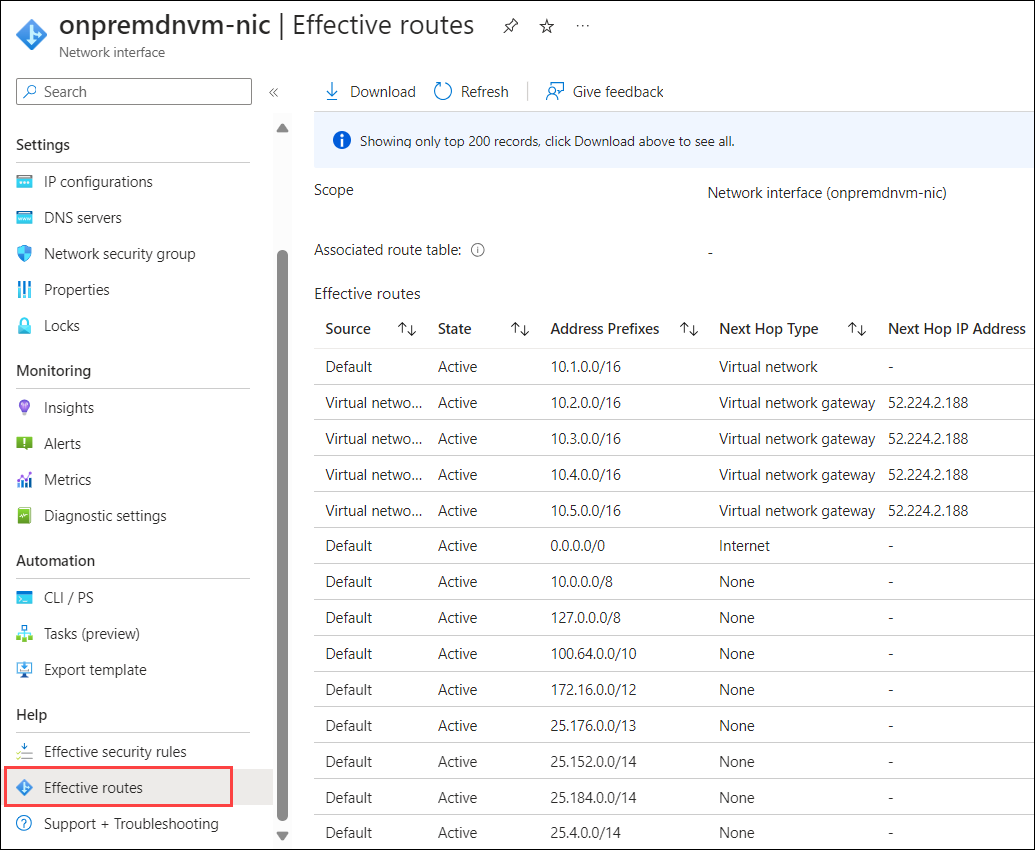 onpremdnvm-nic | Effective routes ...
Network interface
Search «
Settings
IP configurations
DNS servers
Network security group
Properties
Locks
Monitoring
Insights
Alerts
Metrics
Diagnostic settings
Automation
CLI / PS
Tasks (preview)
Export template
Help
Effective security rules
Effective routes
Support + Troubleshooting
Download Refresh Give feedback
Showing only top 200 records, click Download above to see all.
Scope Network interface (onpremdnvm-nic)
Associated route table: -
Effective routes
Source State Address Prefixes Next Hop Type Next Hop IP Address
Default Active 10.1.0.0/16 Virtual network -
Virtual netwo... Active 10.2.0.0/16 Virtual network gateway 52.224.2.188
Virtual netwo... Active 10.3.0.0/16 Virtual network gateway 52.224.2.188
Virtual netwo... Active 10.4.0.0/16 Virtual network gateway 52.224.2.188
Virtual netwo... Active 10.5.0.0/16 Virtual network gateway 52.224.2.188
Default Active 0.0.0.0/0 Internet -
Default Active 10.0.0.0/8 None -
Default Active 127.0.0.0/8 None -
Default Active 100.64.0.0/10 None -
Default Active 172.16.0.0/12 None -
Default Active 25.176.0.0/13 None -
Default Active 25.152.0.0/14 None -
Default Active 25.184.0.0/14 None -
Default Active 25.4.0.0/14 None -